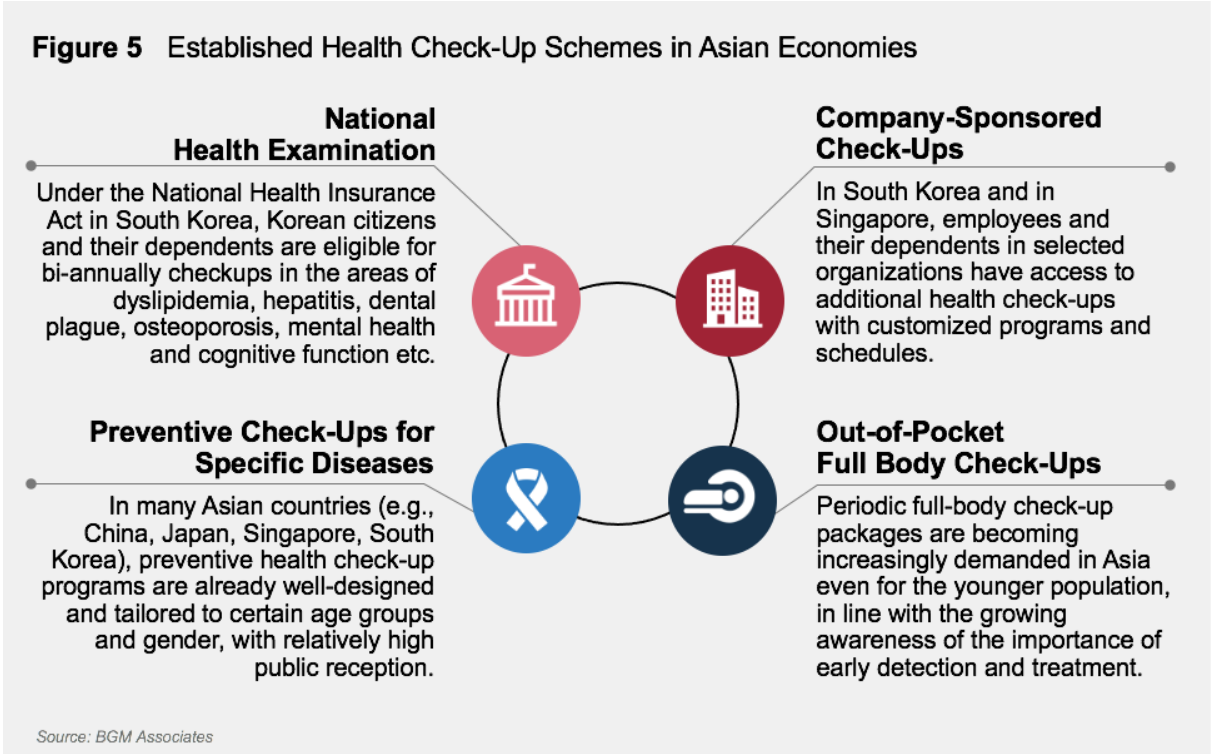 Figure 5 Established Health Check-Up Schemes in Asian Economies
National
Health Examination
Under the National Health Insurance
Act in South Korea, Korean citizens
and their dependents are eligible for
bi-annually checkups in the areas of
dyslipidemia, hepatitis, dental
plague, osteoporosis, mental health
and cognitive function etc.
Company-Sponsored
Check-Ups
In South Korea and in
Singapore, employees and
their dependents in selected
organizations have access to
additional health check-ups
with customized programs and
schedules.
Preventive Check-Ups for
Specific Diseases
In many Asian countries (e.g.,
China, Japan, Singapore, South
Korea), preventive health check-up
programs are already well-designed
and tailored to certain age groups
and gender, with relatively high
public reception.
Out-of-Pocket
Full Body Check-Ups
Periodic full-body check-up
packages are becoming
increasingly demanded in Asia
even for the younger population,
in line with the growing
awareness of the importance of
early detection and treatment.
Source: BGM Associates